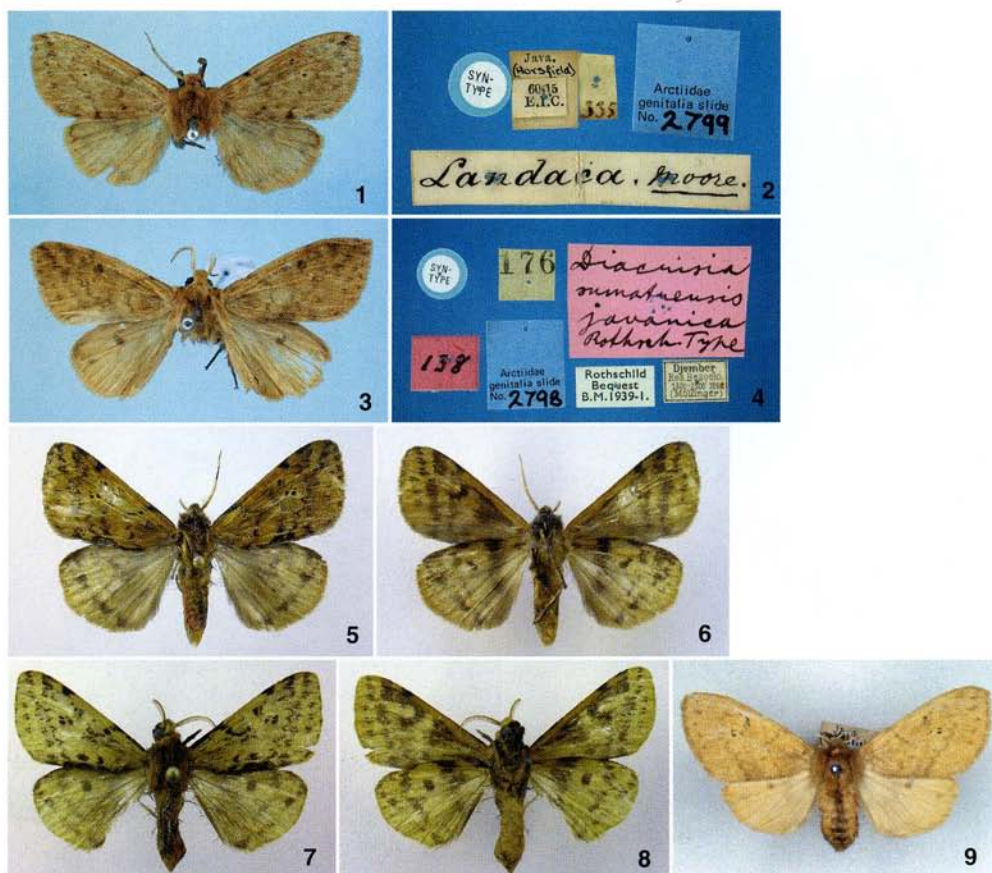 1
SYN-
TYPE
Java.
(Horsfield)
60·15
E.I.C.
335
Arctiidae
genitalia slide
No. 2799
Landaca. Moore.
2
3
SYN-
TYPE
176
Diacrisia
sumatrensis
javanica
Rothsch. Type
138
Arctiidae
genitalia slide
No. 2798
Rothschild
Bequest
B.M.1939-1.
Djember
4
5
6
7
8
9